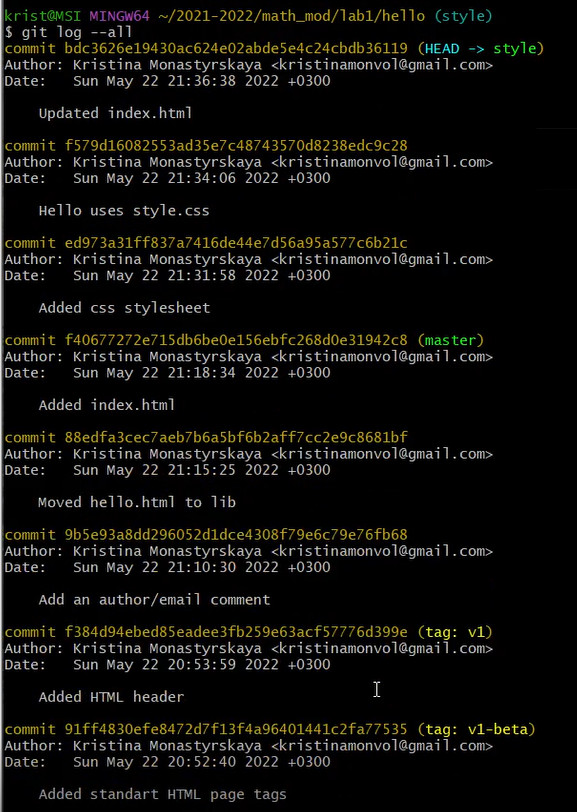 krist@MSI MINGW64 ~/2021-2022/math_mod/lab1/hello (style)
$ git log --all
commit bdc3626e19430ac624e02abde5e4c24cbdb36119 (HEAD -> style)
Author: Kristina Monastyrskaya <kristinamonvol@gmail.com>
Date:   Sun May 22 21:36:38 2022 +0300

    Updated index.html

commit f579d16082553ad35e7c48743570d8238edc9c28
Author: Kristina Monastyrskaya <kristinamonvol@gmail.com>
Date:   Sun May 22 21:34:06 2022 +0300

    Hello uses style.css

commit ed973a31ff837a7416de44e7d56a95a577c6b21c
Author: Kristina Monastyrskaya <kristinamonvol@gmail.com>
Date:   Sun May 22 21:31:58 2022 +0300

    Added css stylesheet

commit f40677272e715db6be0e156ebfc268d0e31942c8 (master)
Author: Kristina Monastyrskaya <kristinamonvol@gmail.com>
Date:   Sun May 22 21:18:34 2022 +0300

    Added index.html

commit 88edfa3cec7aeb7b6a5bf6b2aff7cc2e9c8681bf
Author: Kristina Monastyrskaya <kristinamonvol@gmail.com>
Date:   Sun May 22 21:15:25 2022 +0300

    Moved hello.html to lib

commit 9b5e93a8dd296052d1dce4308f79e6c79e76fb68
Author: Kristina Monastyrskaya <kristinamonvol@gmail.com>
Date:   Sun May 22 21:10:30 2022 +0300

    Add an author/email comment

commit f384d94ebed85eadee3fb259e63acf57776d399e (tag: v1)
Author: Kristina Monastyrskaya <kristinamonvol@gmail.com>
Date:   Sun May 22 20:53:59 2022 +0300

    Added HTML header

commit 91ff4830efe8472d7f13f4a96401441c2fa77535 (tag: v1-beta)
Author: Kristina Monastyrskaya <kristinamonvol@gmail.com>
Date:   Sun May 22 20:52:40 2022 +0300

    Added standart HTML page tags